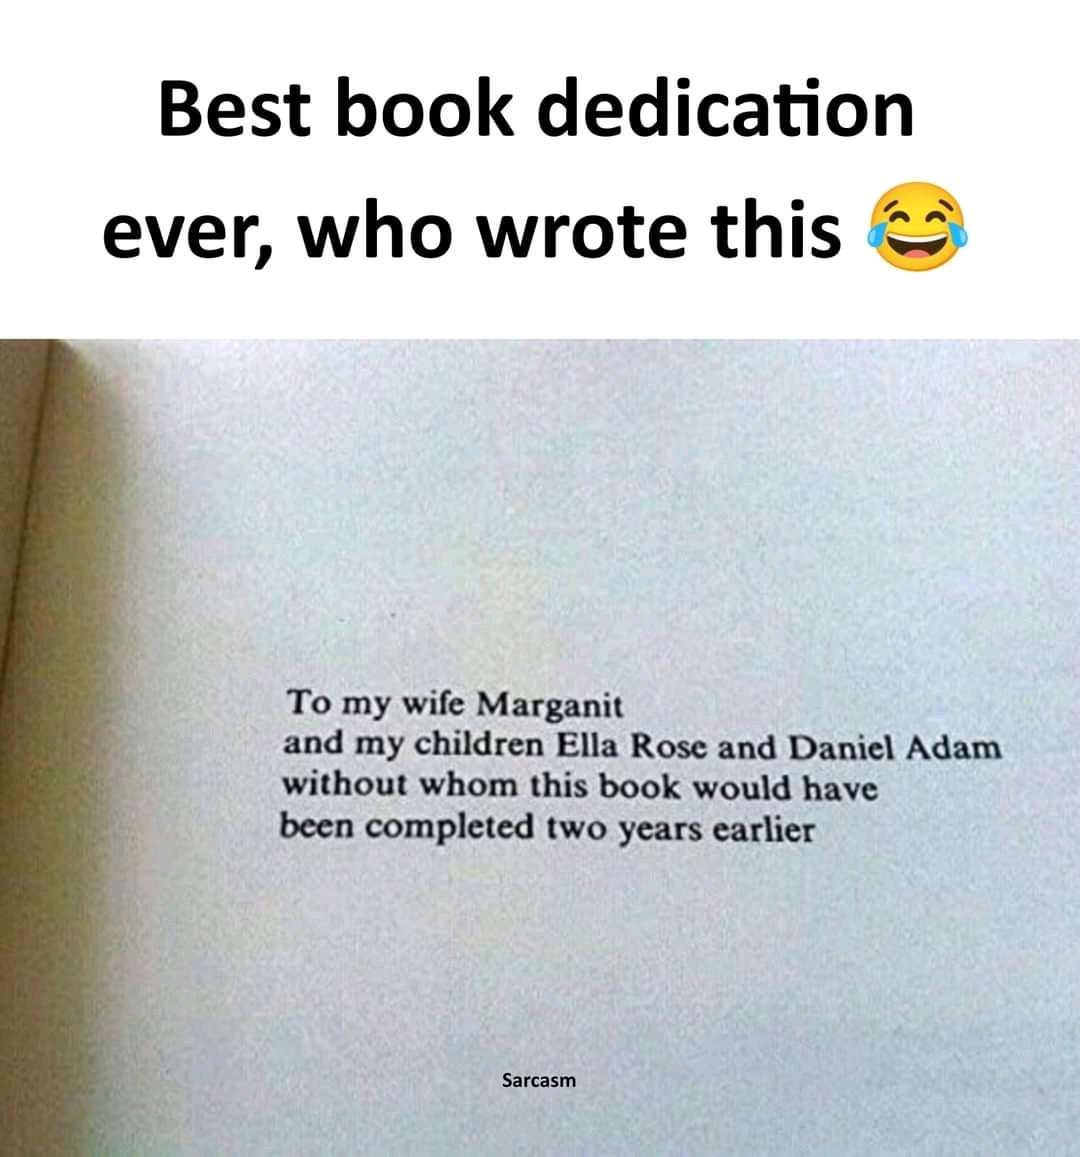 Best book dedication
ever, who wrote this 😂
To my wife Marganit
and my children Ella Rose and Daniel Adam
without whom this book would have
been completed two years earlier
Sarcasm